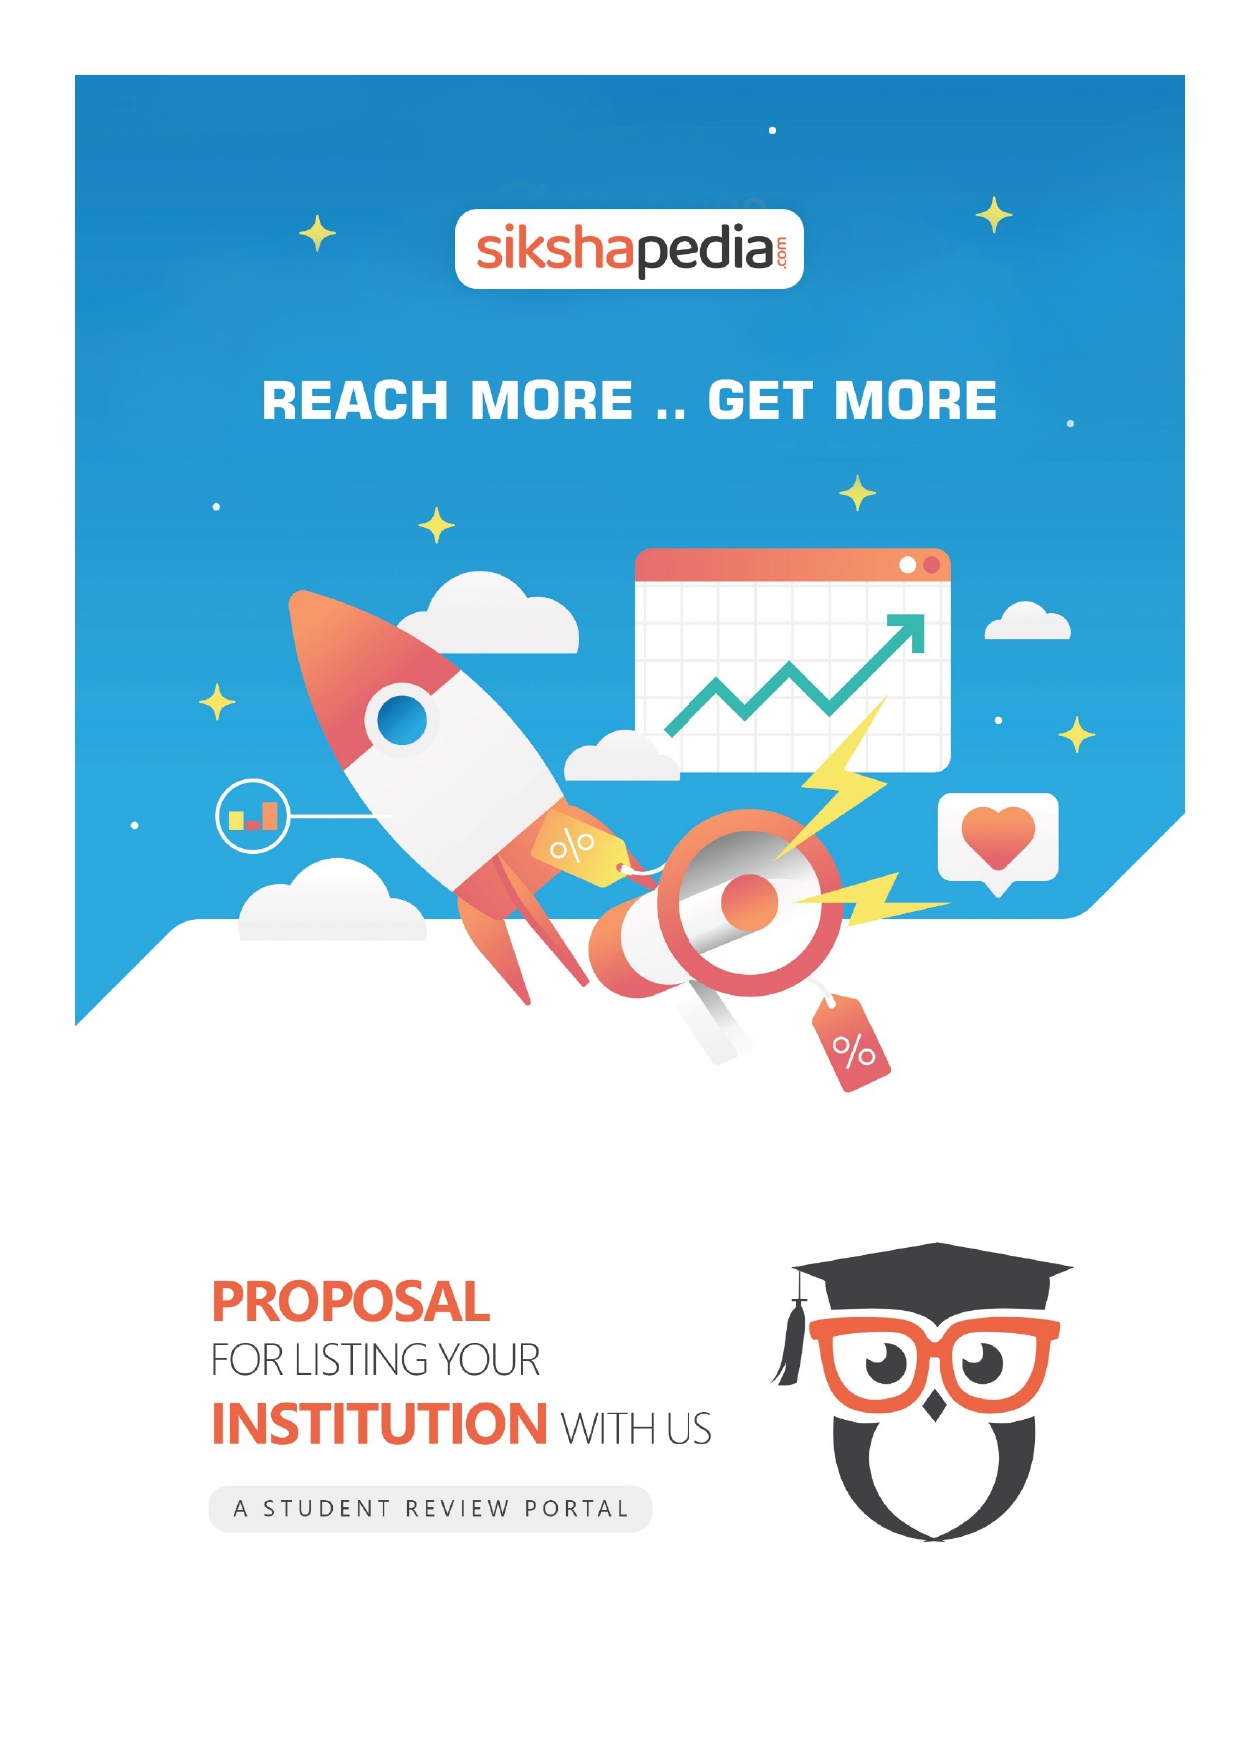 sikshapedia.com
REACH MORE .. GET MORE
%
%
PROPOSAL
FOR LISTING YOUR
INSTITUTION WITH US
A STUDENT REVIEW PORTAL